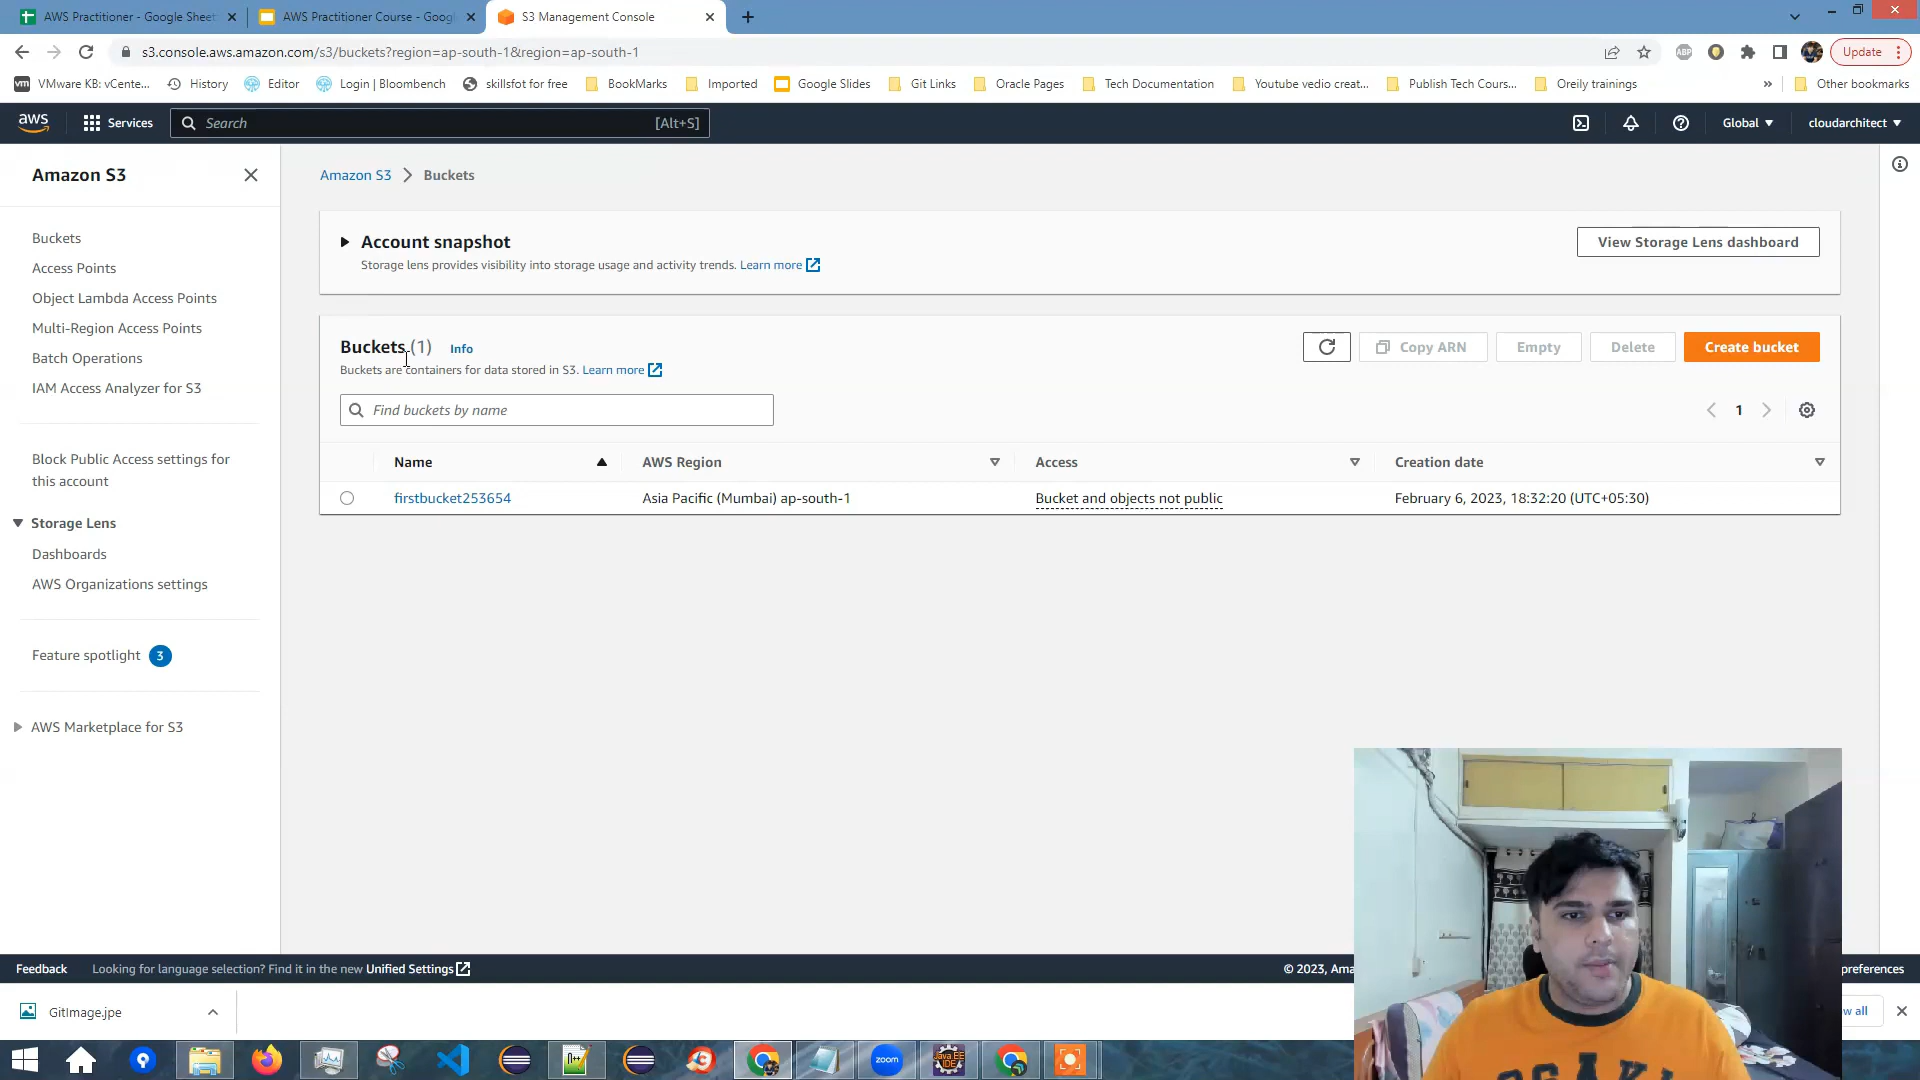 AWS Practitioner - Google Sheet
AWS Practitioner Course - Googl
S3 Management Console
s3.console.aws.amazon.com/s3/buckets?region=ap-south-1&region=ap-south-1
ABP
Update
VMware KB: vCente...
History
Editor
Login | Bloombench
skillsfot for free
BookMarks
Imported
Google Slides
Git Links
Oracle Pages
Tech Documentation
Youtube vedio creat...
Publish Tech Cours...
Oreily trainings
Other bookmarks
aws
Services
Search
[Alt+S]
Global
cloudarchitect
Amazon S3
Buckets
Access Points
Object Lambda Access Points
Multi-Region Access Points
Batch Operations
IAM Access Analyzer for S3
Block Public Access settings for
this account
Storage Lens
Dashboards
AWS Organizations settings
Feature spotlight 3
AWS Marketplace for S3
Amazon S3 > Buckets
Account snapshot
Storage lens provides visibility into storage usage and activity trends. Learn more
View Storage Lens dashboard
Buckets (1) Info
Buckets are containers for data stored in S3. Learn more
Copy ARN
Empty
Delete
Create bucket
Find buckets by name
1
Name
AWS Region
Access
Creation date
firstbucket253654
Asia Pacific (Mumbai) ap-south-1
Bucket and objects not public
February 6, 2023, 18:32:20 (UTC+05:30)
Feedback
Looking for language selection? Find it in the new Unified Settings
© 2023, Ama
preferences
GitImage.jpe
w all
zoom
Java EE
IDE